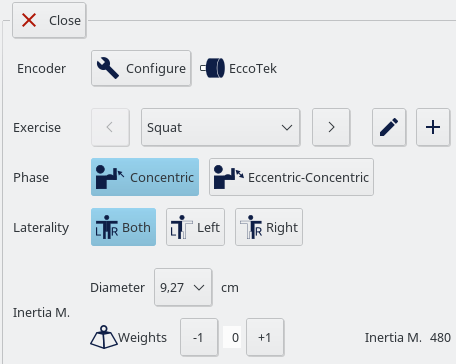 Close
Encoder Configure EccoTek
Exercise < Squat >
Phase Concentric Eccentric-Concentric
Laterality L R Both L Left R Right
Diameter 9,27 cm
Inertia M.
Weights -1 0 +1 Inertia M. 480